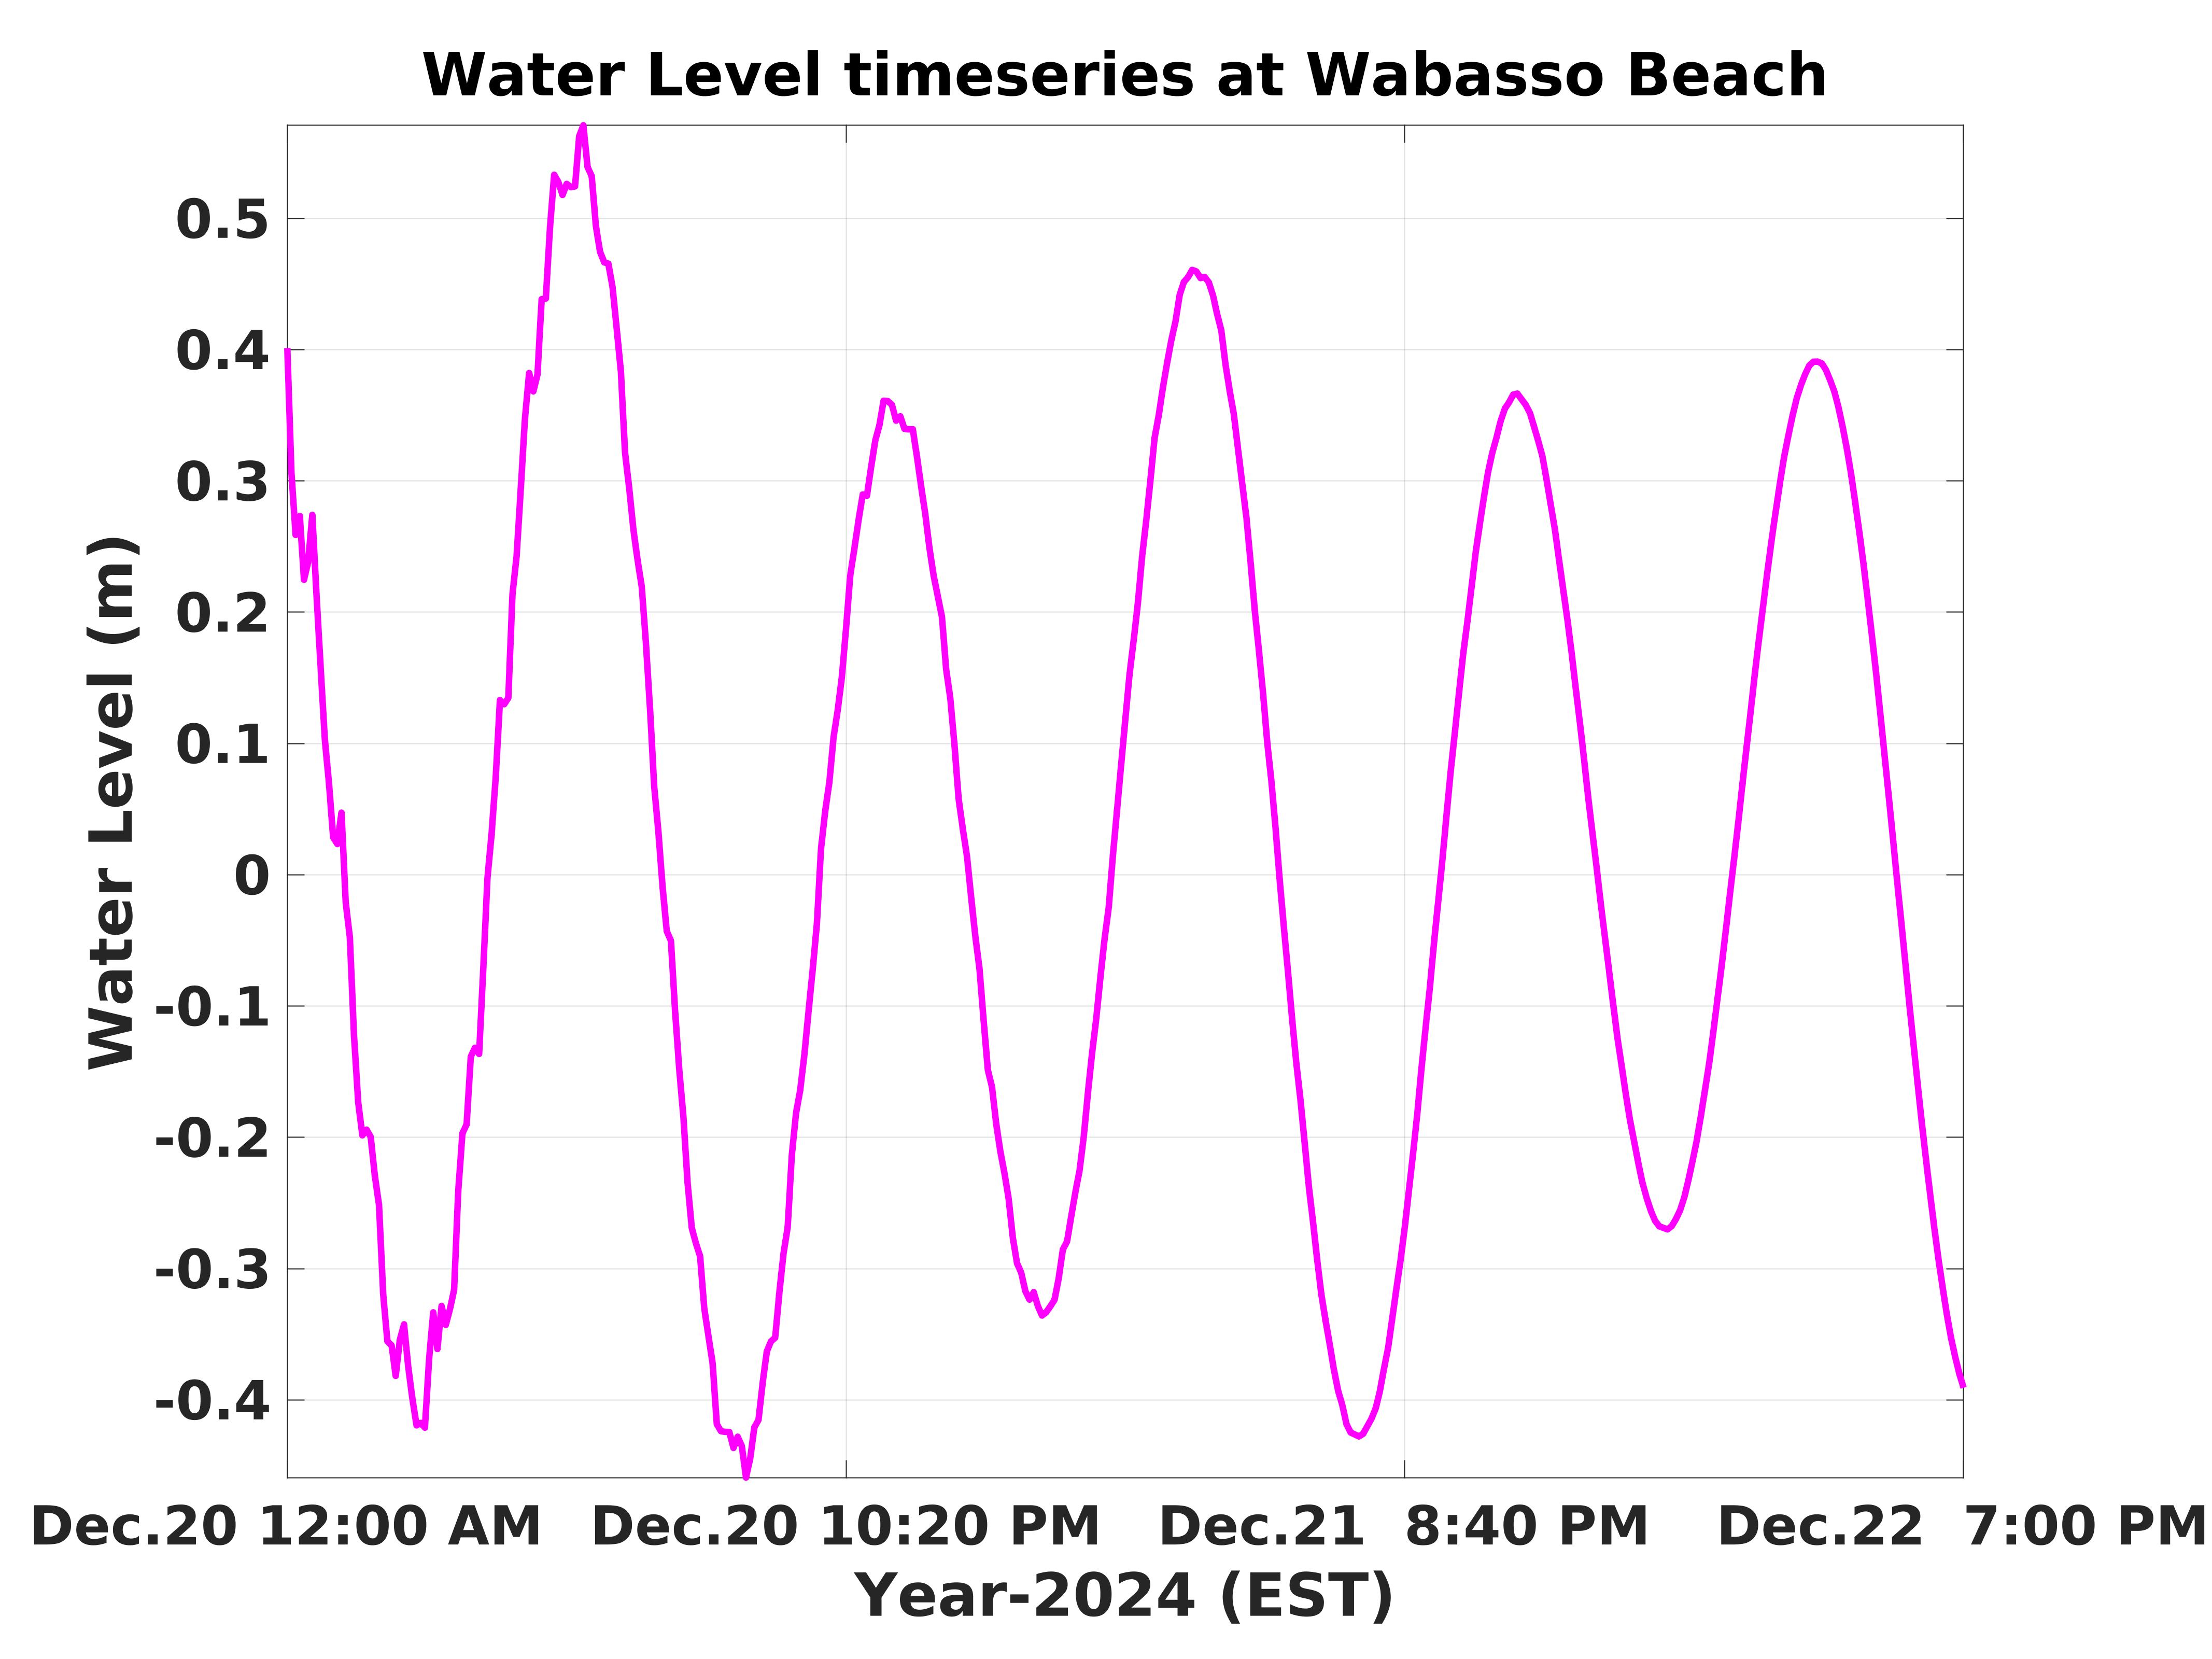 Water Level timeseries at Wabasso Beach
Water Level (m)
0.5
0.4
0.3
0.2
0.1
0
-0.1
-0.2
-0.3
-0.4
Dec.20 12:00 AM Dec.20 10:20 PM Dec.21 8:40 PM Dec.22 7:00 PM
Year-2024 (EST)